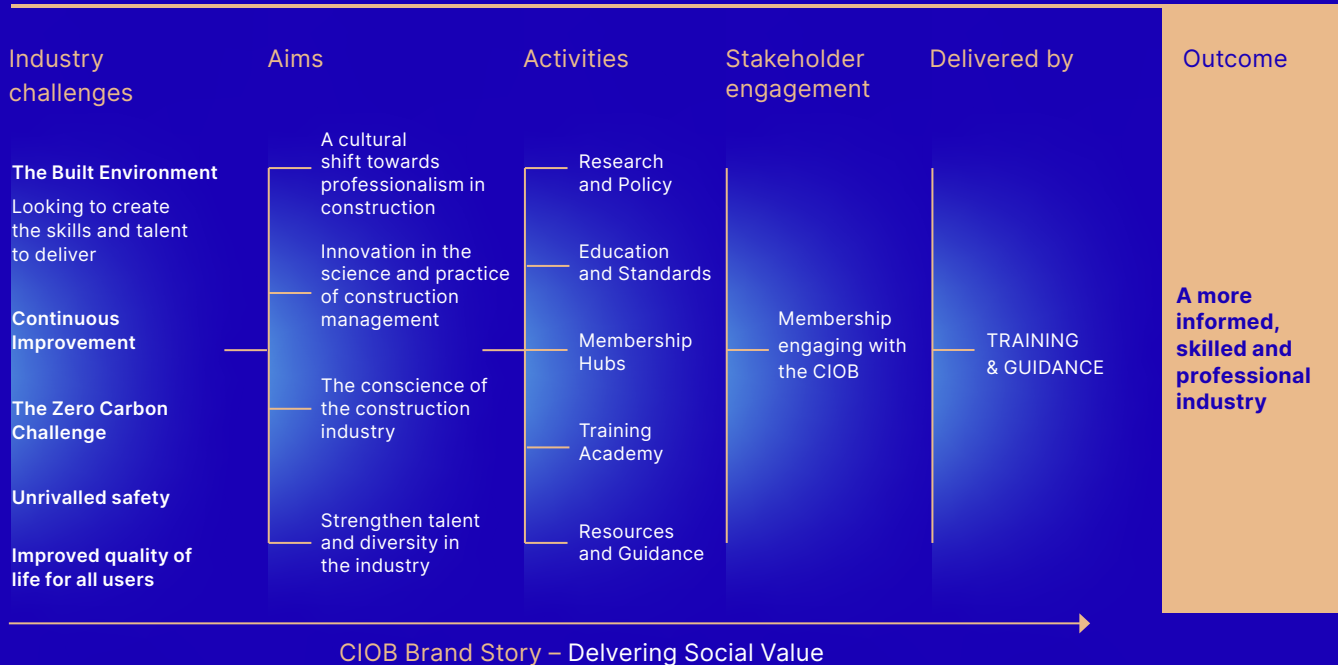 Industry
challenges
The Built Environment
Looking to create
the skills and talent
to deliver
Continuous
Improvement
The Zero Carbon
Challenge
Unrivalled safety
Improved quality of
life for all users
Aims
A cultural
shift towards
professionalism in
construction
Innovation in the
science and practice
of construction
management
The conscience of
the construction
industry
Strengthen talent
and diversity in
the industry
Activities
Research
and Policy
Education
and Standards
Membership
Hubs
Training
Academy
Resources
and Guidance
Stakeholder
engagement
Membership
engaging with
the CIOB
Delivered by
TRAINING
& GUIDANCE
Outcome
A more
informed,
skilled and
professional
industry
CIOB Brand Story – Delvering Social Value